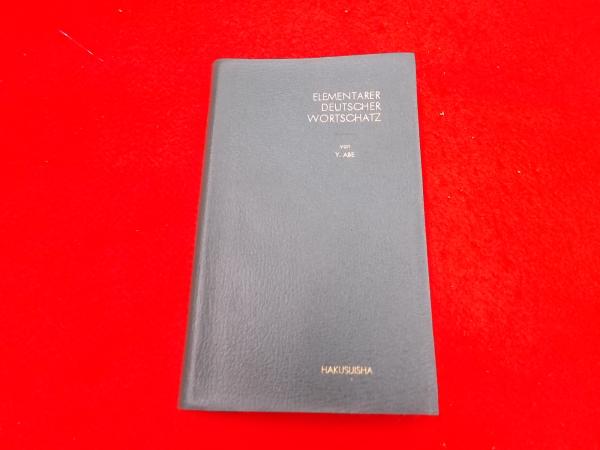 ELEMENTARER
DEUTSCHER
WORTSCHATZ
von
Y. ABE
HAKUSUISHA